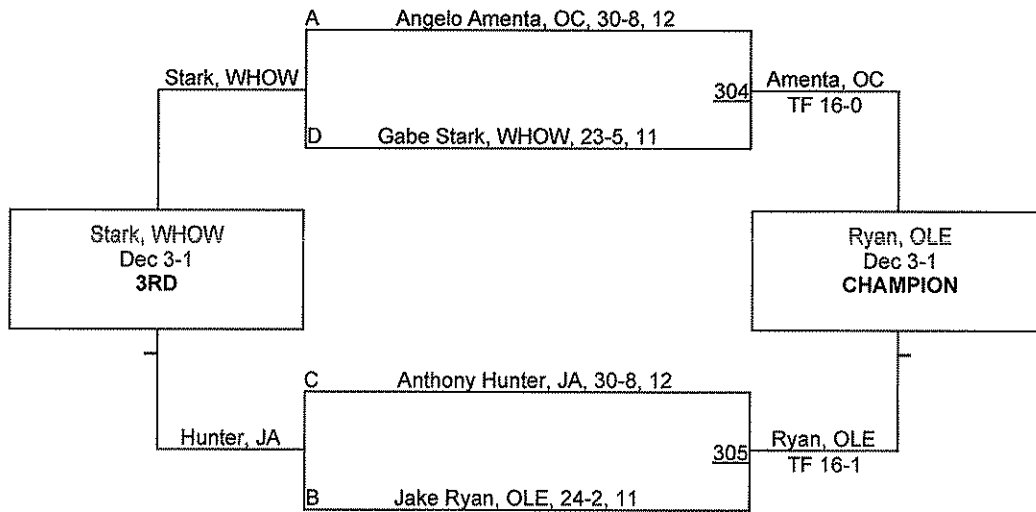 A
Angelo Amenta, OC, 30-8, 12
Stark, WHOW
304
Amenta, OC
TF 16-0
D
Gabe Stark, WHOW, 23-5, 11
Stark, WHOW
Dec 3-1
3RD
Ryan, OLE
Dec 3-1
CHAMPION
C
Anthony Hunter, JA, 30-8, 12
Hunter, JA
305
Ryan, OLE
TF 16-1
B
Jake Ryan, OLE, 24-2, 11